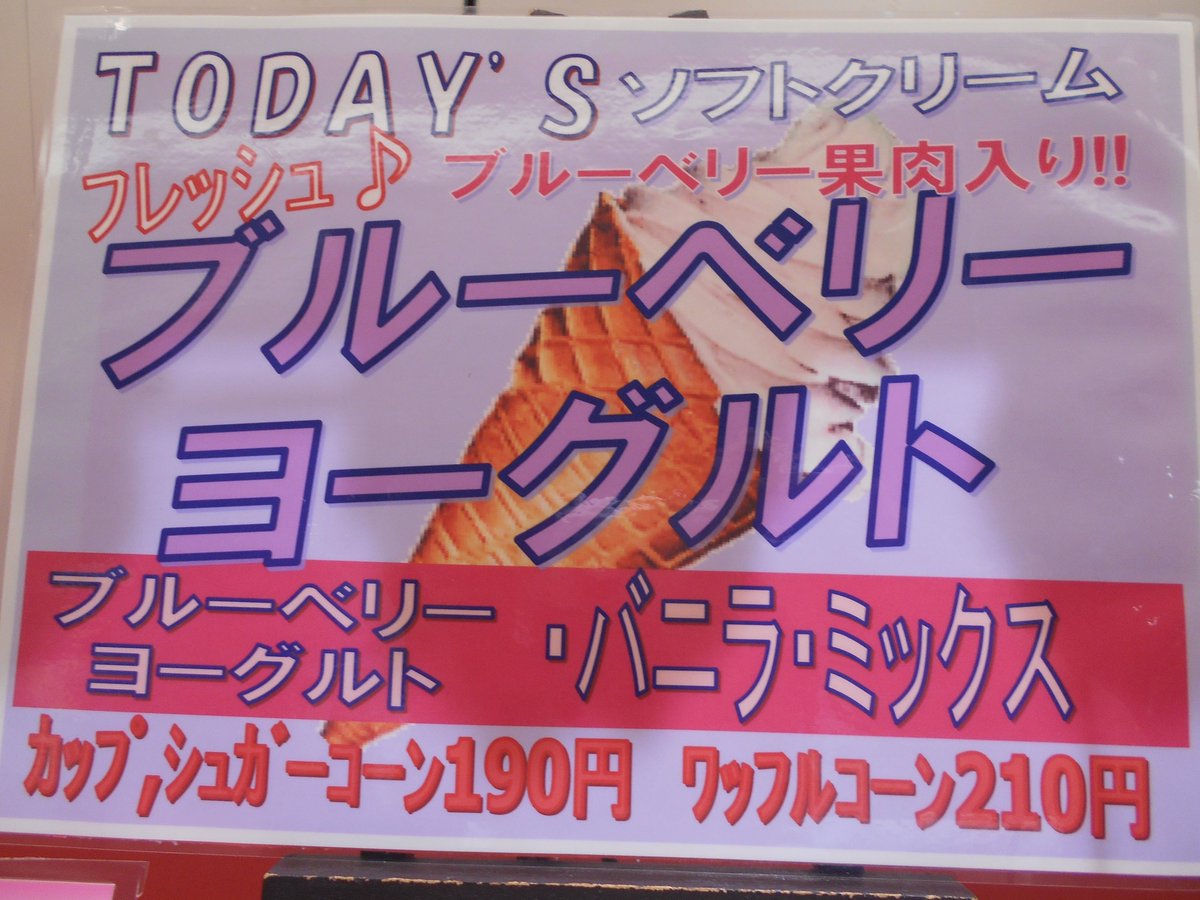 TODAY'S ソフトクリーム
フレッシュ♪ ブルーベリー果肉入り!!
ブルーベリー
ヨーグルト
ブルーベリー
ヨーグルト ・バニラ・ミックス
カップ,シュガーコーン190円 ワッフルコーン210円